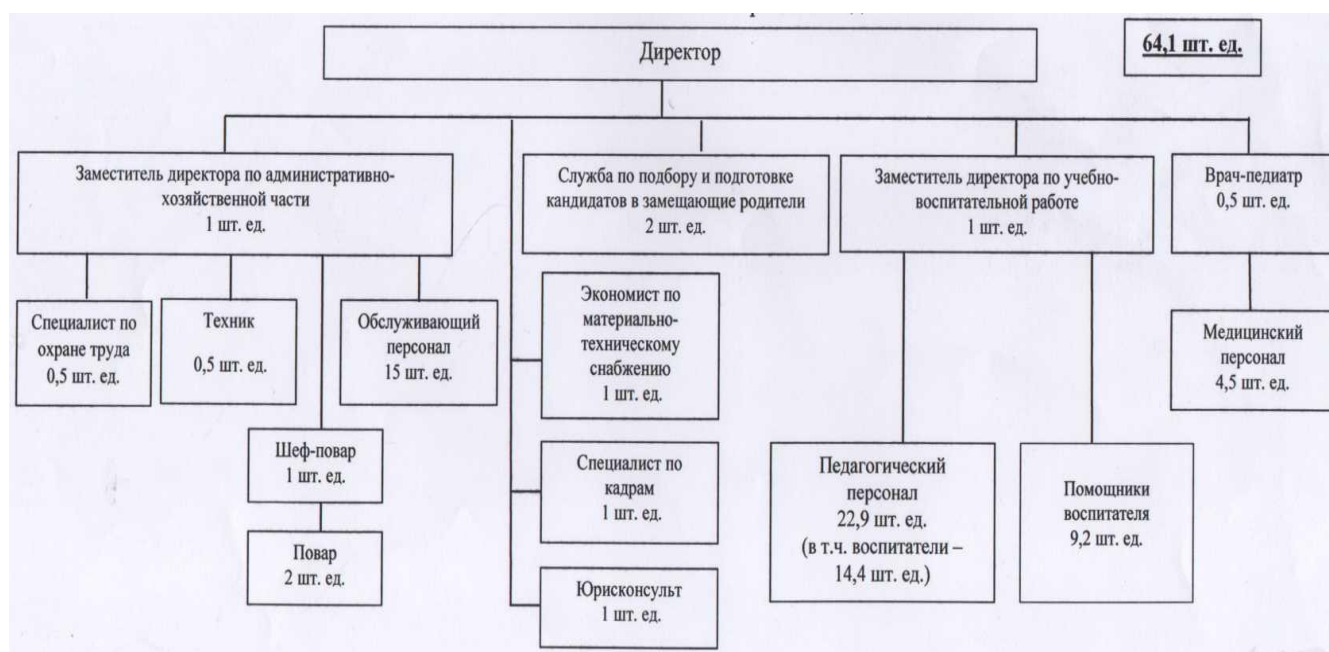 Директор
64,1 шт. ед.
Заместитель директора по административно-
хозяйственной части
1 шт. ед.
Служба по подбору и подготовке
кандидатов в замещающие родители
2 шт. ед.
Заместитель директора по учебно-
воспитательной работе
1 шт. ед.
Врач-педиатр
0,5 шт. ед.
Специалист по
охране труда
0,5 шт. ед.
Техник
0,5 шт. ед.
Обслуживающий
персонал
15 шт. ед.
Шеф-повар
1 шт. ед.
Повар
2 шт. ед.
Экономист по
материально-
техническому
снабжению
1 шт. ед.
Специалист по
кадрам
1 шт. ед.
Юрисконсульт
1 шт. ед.
Педагогический
персонал
22,9 шт. ед.
(в т.ч. воспитатели –
14,4 шт. ед.)
Помощники
воспитателя
9,2 шт. ед.
Медицинский
персонал
4,5 шт. ед.